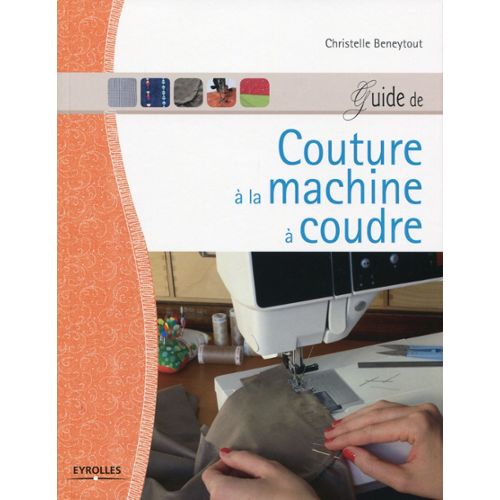 Christelle Beneytout
Guide de
Couture
à la machine
à coudre
EYROLLES